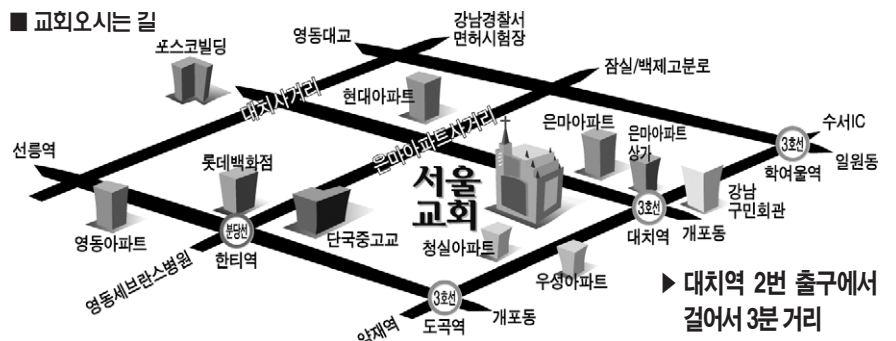 ■ 교회오시는 길
강남경찰서
면허시험장
영동대교
포스코빌딩
잠실/백제고분로
대치사거리
현대아파트
은마아파트사거리
은마아파트
은마아파트
상가
수서IC
3호선
일원동
학여울역
선릉역
롯데백화점
서울
교회
강남
구민회관
3호선
대치역
개포동
영동아파트
분당선
한티역
단국중고교
청실아파트
우성아파트
영동세브란스병원
3호선
도곡역
개포동
양재역
▶ 대치역 2번 출구에서
걸어서 3분 거리